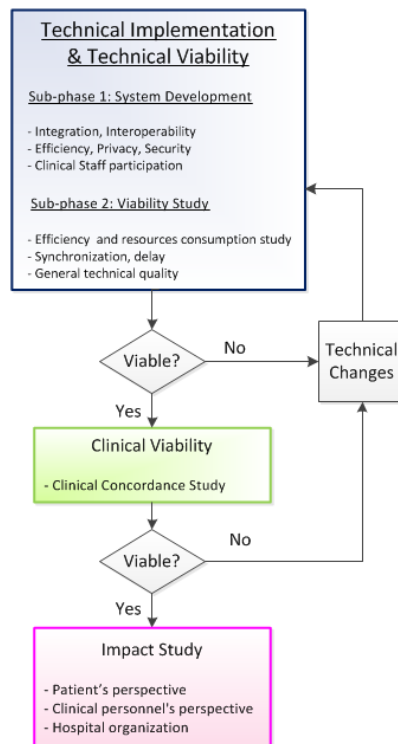 Technical Implementation
& Technical Viability
Sub-phase 1: System Development
- Integration, Interoperability
- Efficiency, Privacy, Security
- Clinical Staff participation
Sub-phase 2: Viability Study
- Efficiency and resources consumption study
- Synchronization, delay
- General technical quality
Viable?
No
Technical
Changes
Yes
Clinical Viability
- Clinical Concordance Study
Viable?
No
Yes
Impact Study
- Patient's perspective
- Clinical personnel's perspective
- Hospital organization